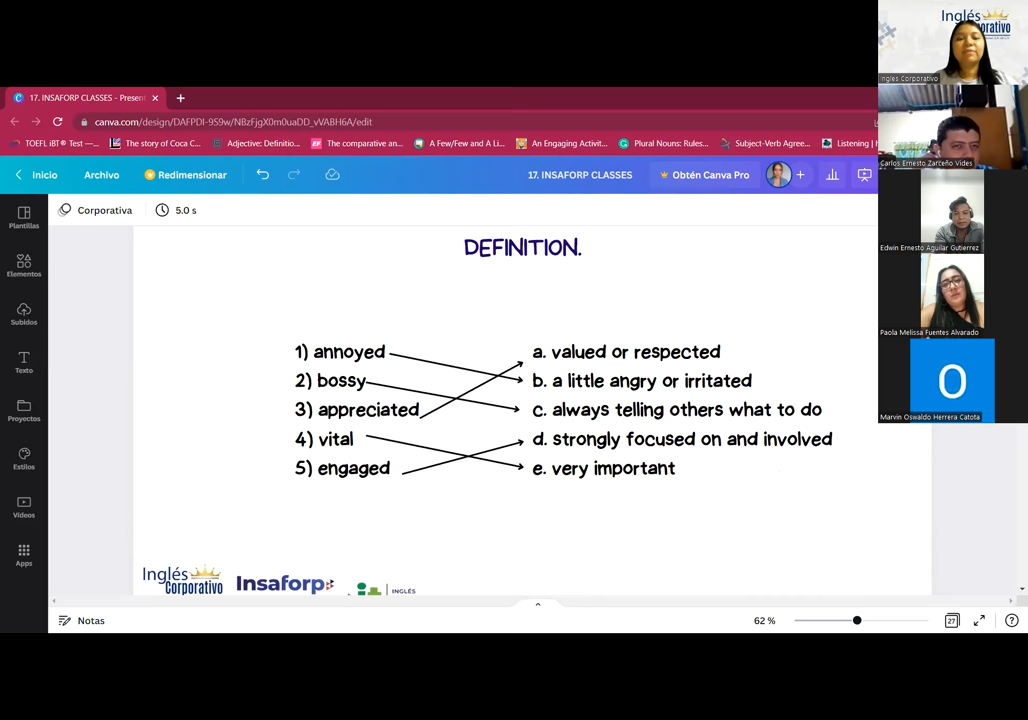 Inglés
Corporativo
Ingles Corporativo
Carlos Ernesto Zarceño Vides
Edwin Ernesto Aguilar Gutierrez
Paola Melissa Fuentes Alvarado
O
Marvin Oswaldo Herrera Catota
17. INSAFORP CLASSES - Present
canva.com/design/DAFPDI-9S9w/NBzFjgX0m0uaDD_vVABH6A/edit
TOEFL iBT® Test —...
The story of Coca C...
Adjective: Definitio...
The comparative an...
A Few/Few and A Li...
An Engaging Activit...
Plural Nouns: Rules...
Subject-Verb Agree...
Listening |
Inicio
Archivo
Redimensionar
17. INSAFORP CLASSES
Obtén Canva Pro
Corporativa
5.0 s
Plantillas
Elementos
Subidos
Texto
Proyectos
Estilos
Vídeos
Apps
DEFINITION.
1) annoyed
a. valued or respected
2) bossy
b. a little angry or irritated
3) appreciated
c. always telling others what to do
4) vital
d. strongly focused on and involved
5) engaged
e. very important
Inglés
Corporativo
Insaforp
INGLÉS
Notas
62 %
27